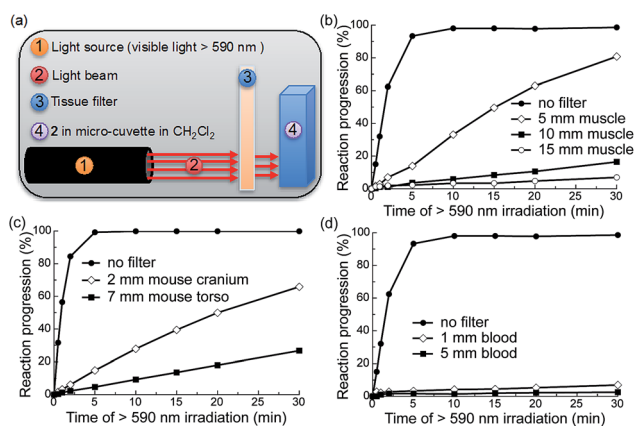 (a)
1 Light source (visible light > 590 nm )
2 Light beam
3 Tissue filter
4 2 in micro-cuvette in CH2Cl2
1
2
3
4
(b)
Reaction progression (%)
100
80
60
40
20
0
no filter
5 mm muscle
10 mm muscle
15 mm muscle
0 5 10 15 20 25 30
Time of > 590 nm irradiation (min)
(c)
Reaction progression (%)
100
80
60
40
20
0
no filter
2 mm mouse cranium
7 mm mouse torso
0 5 10 15 20 25 30
Time of > 590 nm irradiation (min)
(d)
Reaction progression (%)
100
80
60
40
20
0
no filter
1 mm blood
5 mm blood
0 5 10 15 20 25 30
Time of > 590 nm irradiation (min)